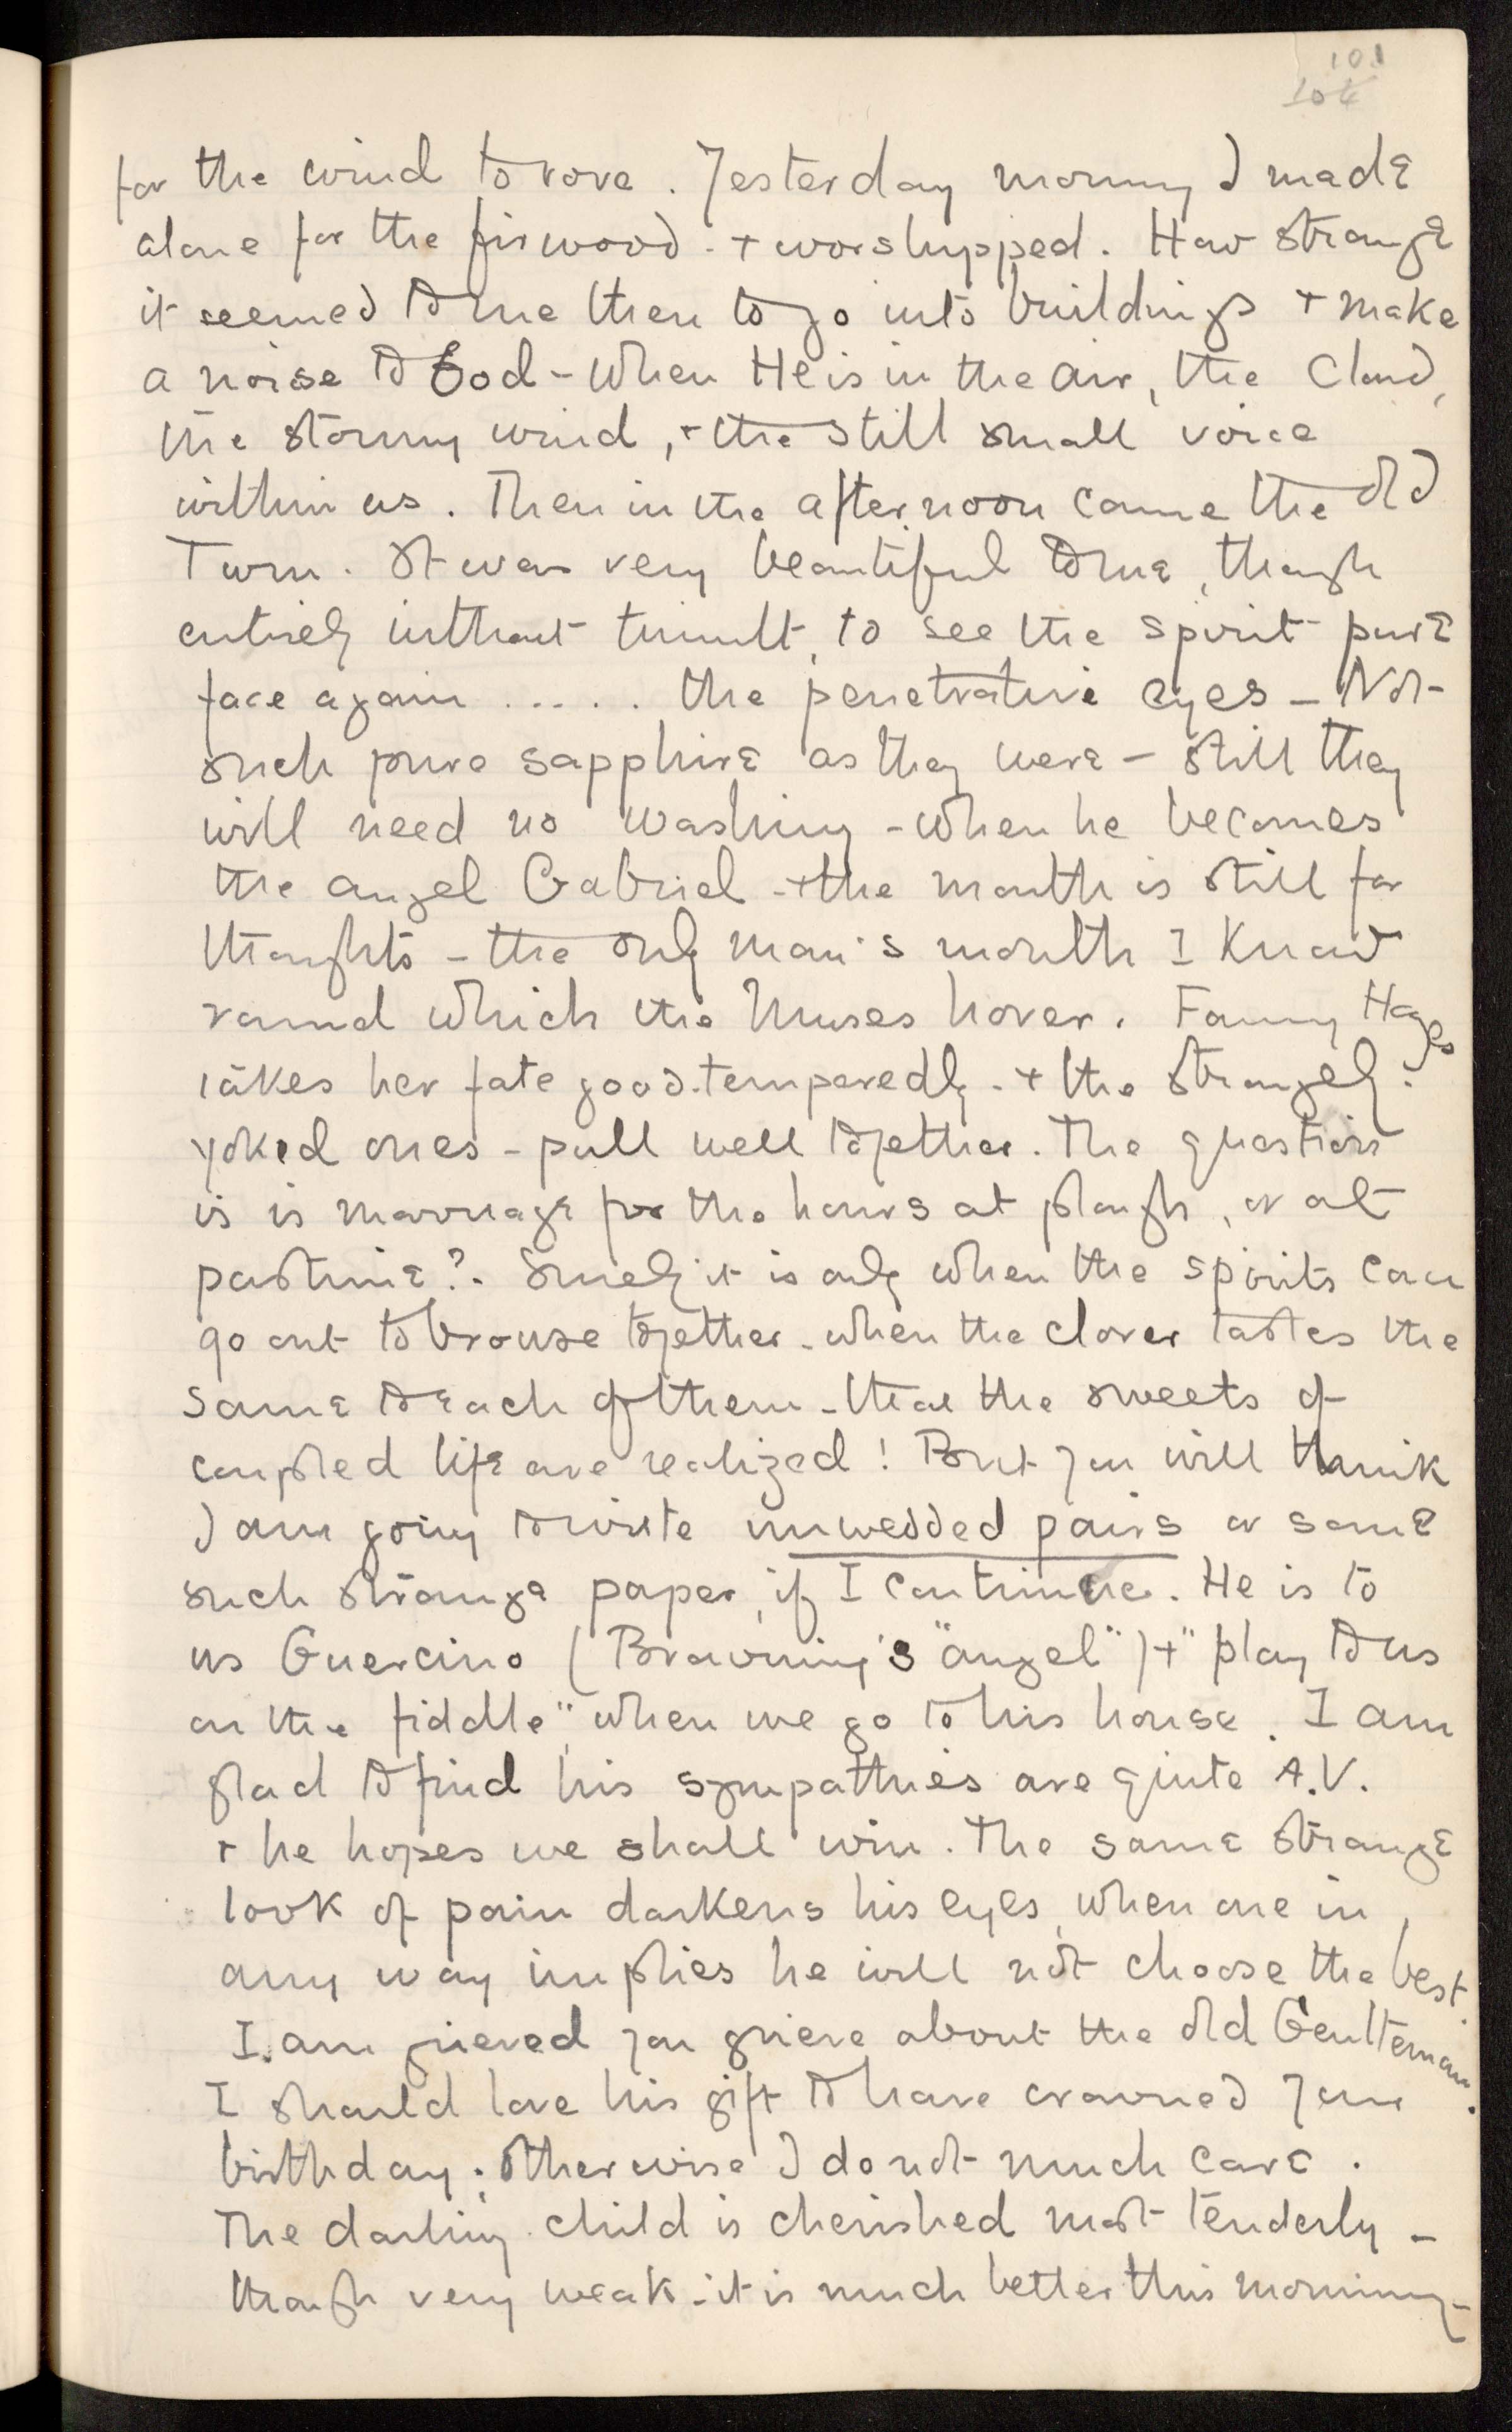 101
104
for the wind to rove. Yesterday morning I made
alone for the firwood - + worshipped. How strange
it seemed to me then to go into buildings + make
a noise to God - when He is in the air, the cloud,
the stormy wind, + the still small voice
within us. Then in the afternoon came the old
Turn. It was very beautiful to me, though
entirely without tumult, to see the spirit-pure
face again ..... the penetrative eyes - Not
such pure sapphire as they were - still they
will need no washing - when he becomes
the angel Gabriel - + the mouth is still for
thoughts - the only man's mouth I know
round which the Muses hover. Fanny Hayes
takes her fate good-temperedly - + the strangely-
yoked ones - pull well together. The question
is is marriage for the hours at plough, or at
pastime? - Surely it is only when the spirits can
go out to browse together - when the clover tastes the
same to each of them - that the sweets of
coupled life are realized! But you will think
I am going to write unwedded pairs or some
such strange paper, if I continue. He is to
us Guercino (Browning's "angel") + "play to us
on the fiddle", when we go to his house. I am
glad to find his sympathies are quite A.V.
+ he hopes we shall win. The same strange
look of pain darkens his eyes, when one in
any way implies he will not choose the best.
I am grieved you grieve about the old Gentleman.
I should love his gift to have crowned your
birthday; otherwise I do not much care.
The darling child is cherished most tenderly -
though very weak - it is much better this morning -